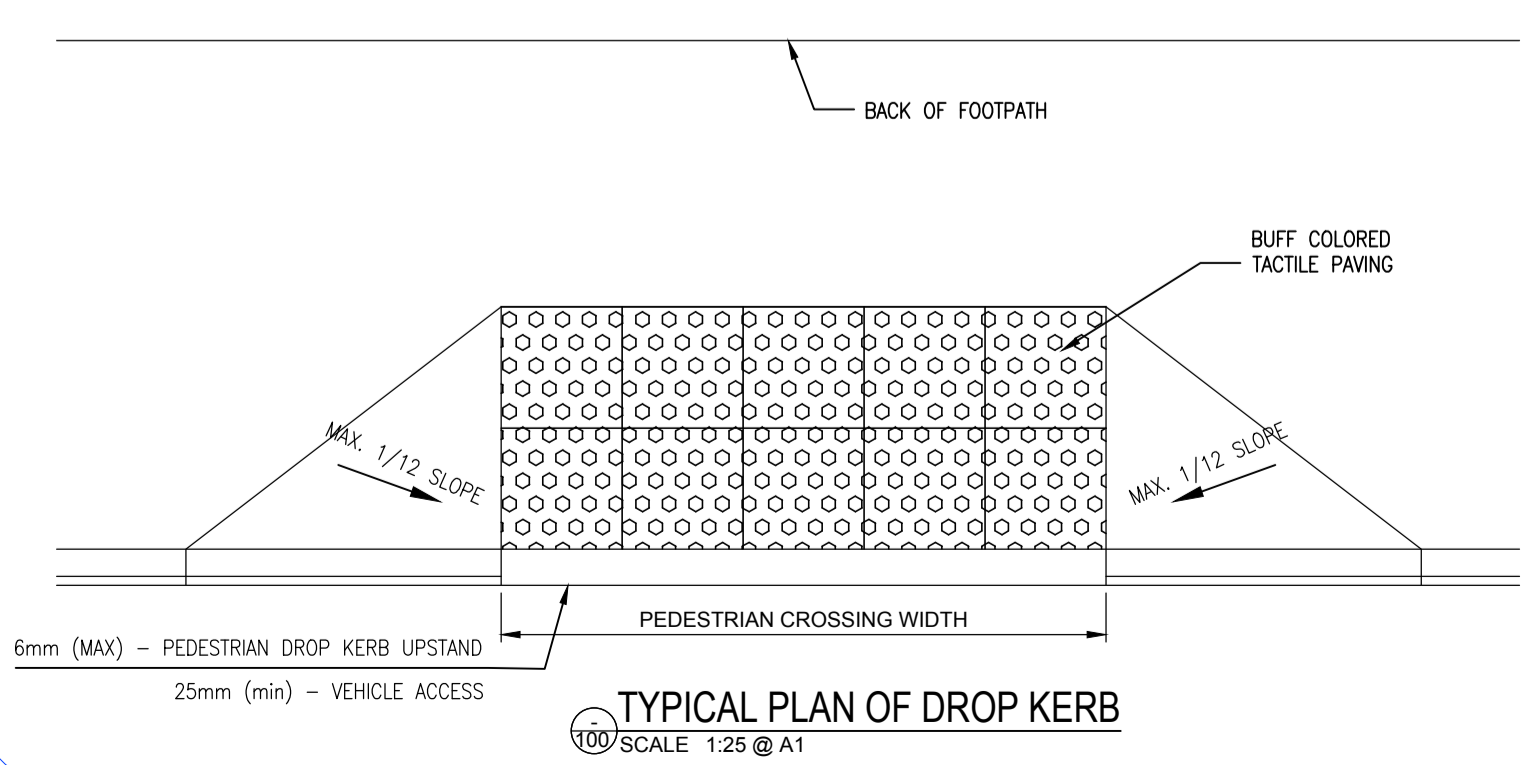 BACK OF FOOTPATH
BUFF COLORED
TACTILE PAVING
MAX. 1/12 SLOPE
MAX. 1/12 SLOPE
PEDESTRIAN CROSSING WIDTH
6mm (MAX) – PEDESTRIAN DROP KERB UPSTAND
25mm (min) – VEHICLE ACCESS
TYPICAL PLAN OF DROP KERB
-
100
SCALE 1:25 @ A1